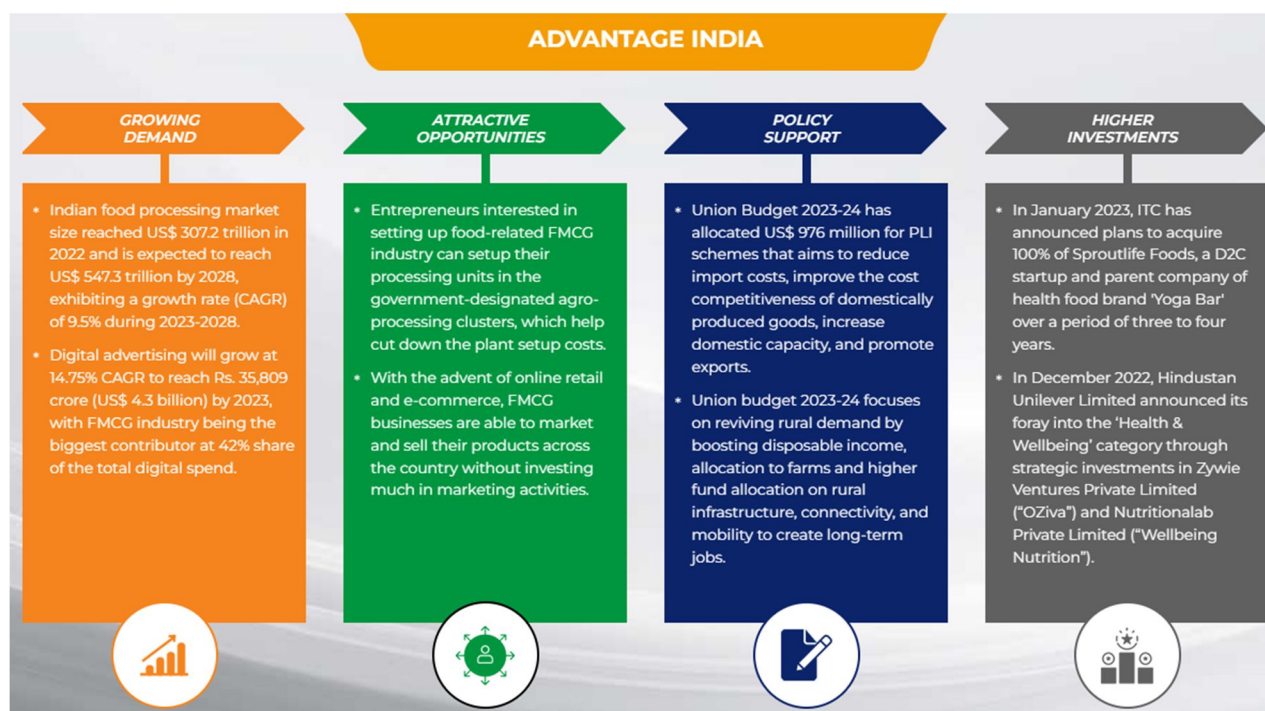 ADVANTAGE INDIA
GROWING
DEMAND
* Indian food processing market
size reached US$ 307.2 trillion in
2022 and is expected to reach
US$ 547.3 trillion by 2028,
exhibiting a growth rate (CAGR)
of 9.5% during 2023-2028.
* Digital advertising will grow at
14.75% CAGR to reach Rs. 35,809
crore (US$ 4.3 billion) by 2023,
with FMCG industry being the
biggest contributor at 42% share
of the total digital spend.
ATTRACTIVE
OPPORTUNITIES
* Entrepreneurs interested in
setting up food-related FMCG
industry can setup their
processing units in the
government-designated agro-
processing clusters, which help
cut down the plant setup costs.
* With the advent of online retail
and e-commerce, FMCG
businesses are able to market
and sell their products across
the country without investing
much in marketing activities.
POLICY
SUPPORT
* Union Budget 2023-24 has
allocated US$ 976 million for PLI
schemes that aims to reduce
import costs, improve the cost
competitiveness of domestically
produced goods, increase
domestic capacity, and promote
exports.
* Union budget 2023-24 focuses
on reviving rural demand by
boosting disposable income,
allocation to farms and higher
fund allocation on rural
infrastructure, connectivity, and
mobility to create long-term
jobs.
HIGHER
INVESTMENTS
* In January 2023, ITC has
announced plans to acquire
100% of Sproutlife Foods, a D2C
startup and parent company of
health food brand 'Yoga Bar'
over a period of three to four
years.
* In December 2022, Hindustan
Unilever Limited announced its
foray into the ‘Health &
Wellbeing’ category through
strategic investments in Zywie
Ventures Private Limited
(“OZiva”) and Nutritionalab
Private Limited (“Wellbeing
Nutrition”).